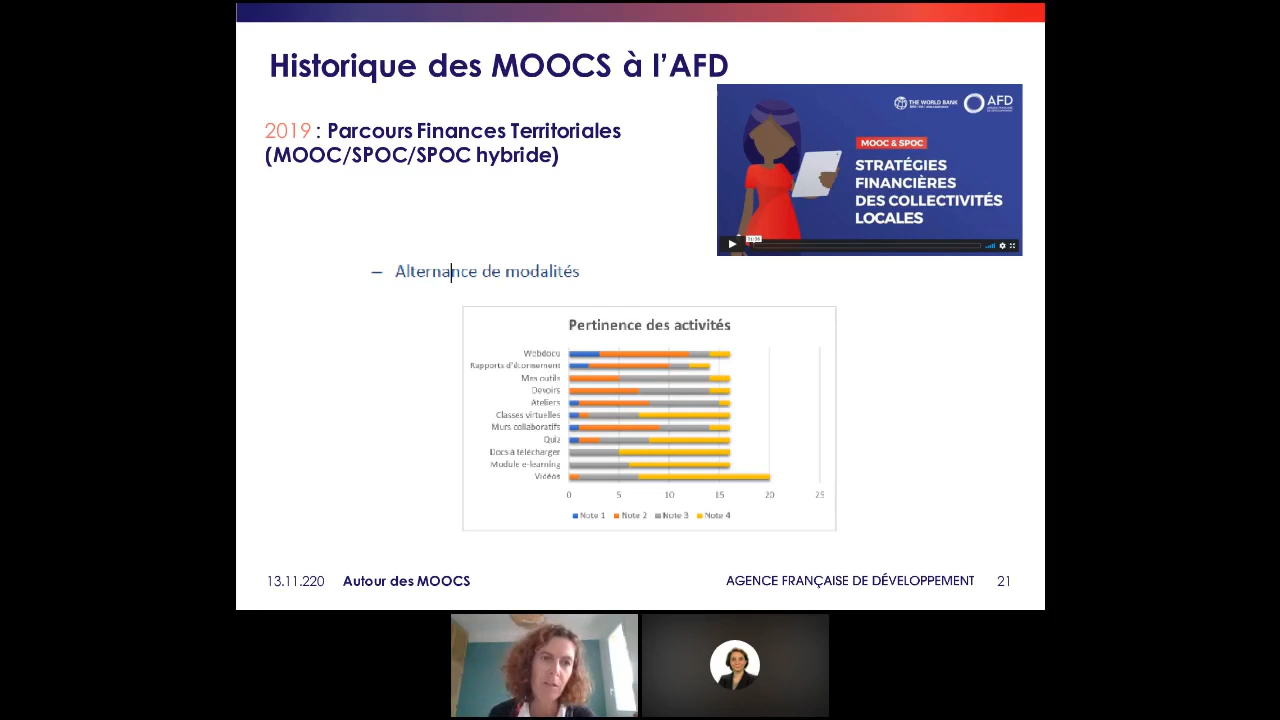 Historique des MOOCS à l'AFD
2019 : Parcours Finances Territoriales
(MOOC/SPOC/SPOC hybride)
THE WORLD BANK
AFD
MOOC & SPOC
STRATÉGIES
FINANCIÈRES
DES COLLECTIVITÉS
LOCALES
– Alternance de modalités
Pertinence des activités
Webdocu
Rapports d'étonnement
Mes outils
Devoirs
Ateliers
Classes virtuelles
Murs collaboratifs
Quiz
Docs à télécharger
Module e-learning
Vidéos
0 5 10 15 20 25
Note 1 Note 2 Note 3 Note 4
13.11.220 Autour des MOOCS AGENCE FRANÇAISE DE DÉVELOPPEMENT 21